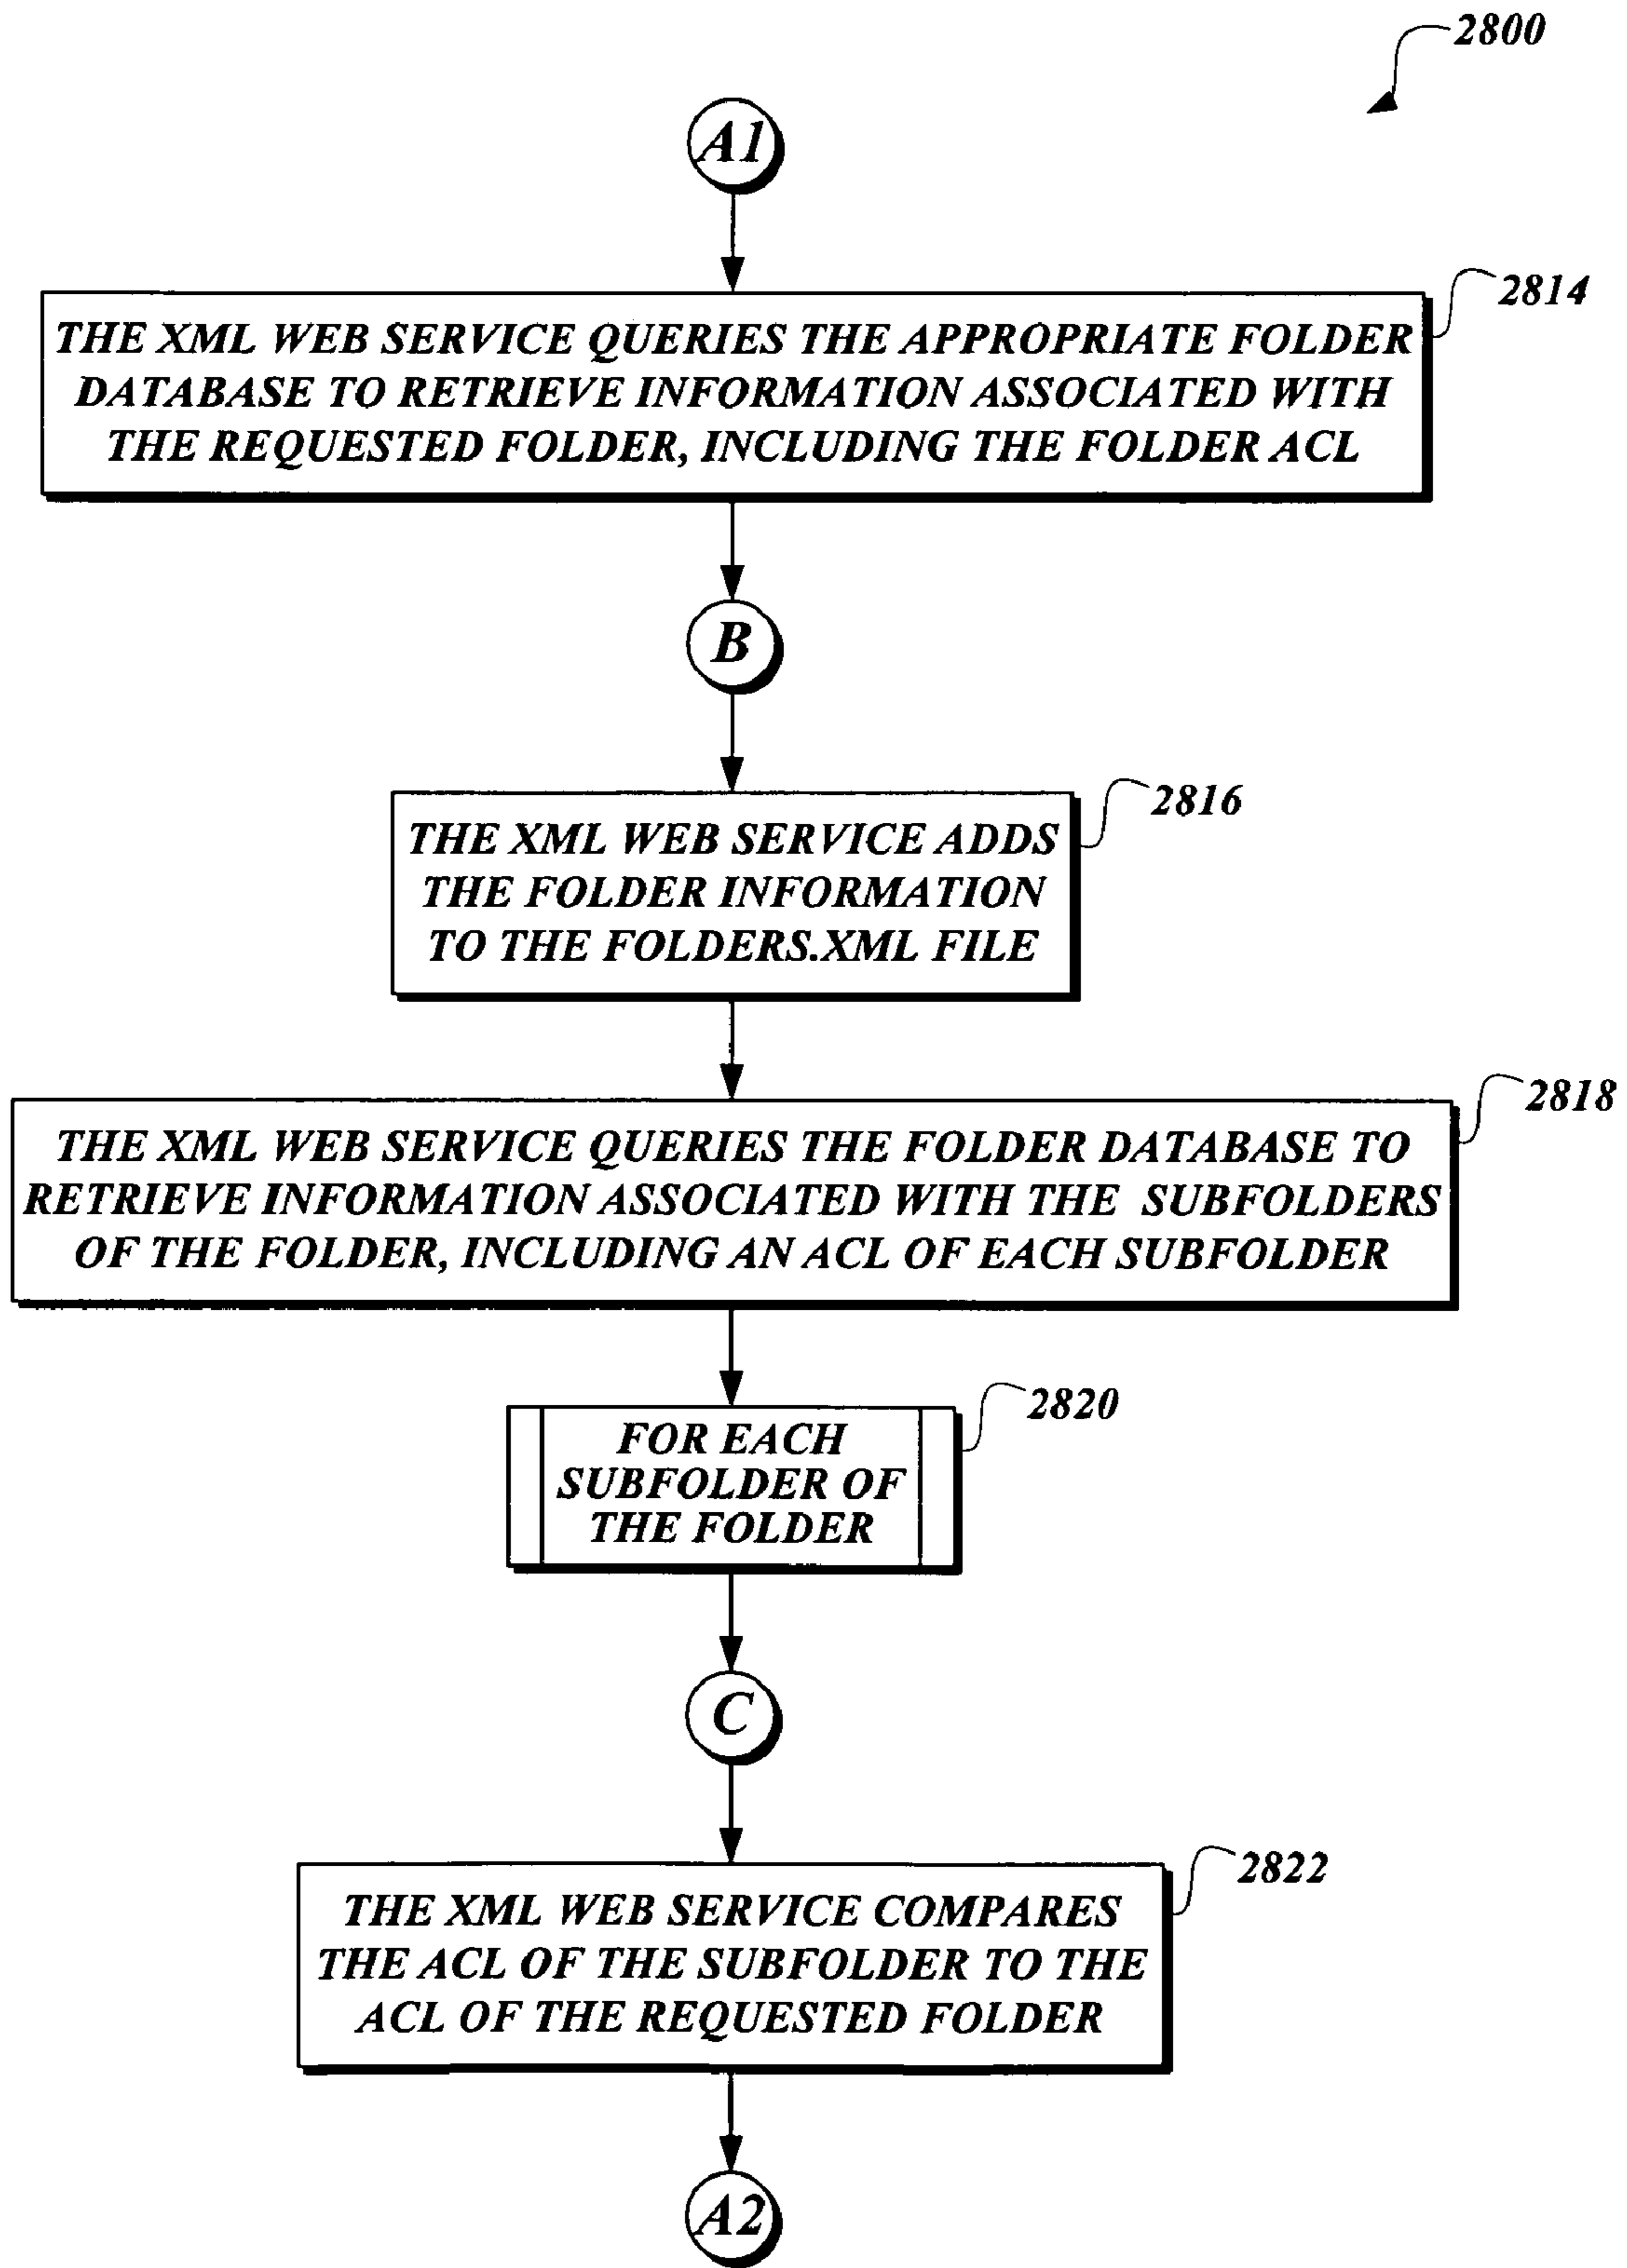 2800
A1
2814
THE XML WEB SERVICE QUERIES THE APPROPRIATE FOLDER
DATABASE TO RETRIEVE INFORMATION ASSOCIATED WITH
THE REQUESTED FOLDER, INCLUDING THE FOLDER ACL
B
2816
THE XML WEB SERVICE ADDS
THE FOLDER INFORMATION
TO THE FOLDERS.XML FILE
2818
THE XML WEB SERVICE QUERIES THE FOLDER DATABASE TO
RETRIEVE INFORMATION ASSOCIATED WITH THE SUBFOLDERS
OF THE FOLDER, INCLUDING AN ACL OF EACH SUBFOLDER
2820
FOR EACH
SUBFOLDER OF
THE FOLDER
C
2822
THE XML WEB SERVICE COMPARES
THE ACL OF THE SUBFOLDER TO THE
ACL OF THE REQUESTED FOLDER
A2